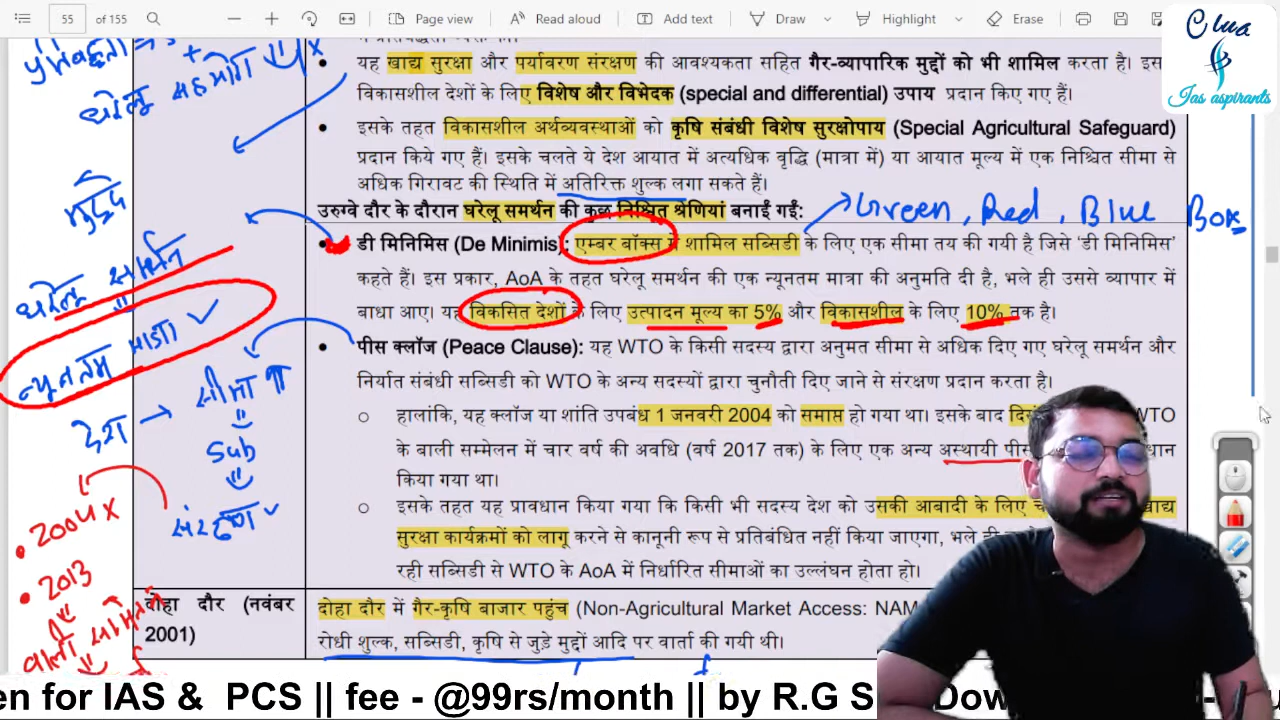 55 of 155
Page view
Read aloud
Add text
Draw
Highlight
Erase
Clua
Ias aspirants
यह खाद्य सुरक्षा और पर्यावरण संरक्षण की आवश्यकता सहित गैर-व्यापारिक मुद्दों को भी शामिल करता है। इस
विकासशील देशों के लिए विशेष और विभेदक (special and differential) उपाय प्रदान किए गए हैं।
इसके तहत विकासशील अर्थव्यवस्थाओं को कृषि संबंधी विशेष सुरक्षोपाय (Special Agricultural Safeguard)
प्रदान किये गए हैं। इसके चलते ये देश आयात में अत्यधिक वृद्धि (मात्रा में) या आयात मूल्य में एक निश्चित सीमा से
अधिक गिरावट की स्थिति में अतिरिक्त शुल्क लगा सकते हैं।
उरुग्वे दौर के दौरान घरेलू समर्थन की कुछ निश्चित श्रेणियां बनाईं गईं:
Green, Red, Blue Box
डी मिनिमिस (De Minimis): एम्बर बॉक्स में शामिल सब्सिडी के लिए एक सीमा तय की गयी है जिसे 'डी मिनिमिस'
कहते हैं। इस प्रकार, AoA के तहत घरेलू समर्थन की एक न्यूनतम मात्रा की अनुमति दी है, भले ही उससे व्यापार में
बाधा आए। यह विकसित देशों के लिए उत्पादन मूल्य का 5% और विकासशील के लिए 10% तक है।
पीस क्लॉज (Peace Clause): यह WTO के किसी सदस्य द्वारा अनुमत सीमा से अधिक दिए गए घरेलू समर्थन और
निर्यात संबंधी सब्सिडी को WTO के अन्य सदस्यों द्वारा चुनौती दिए जाने से संरक्षण प्रदान करता है।
हालांकि, यह क्लॉज या शांति उपबंध 1 जनवरी 2004 को समाप्त हो गया था। इसके बाद WTO
के बाली सम्मेलन में चार वर्ष की अवधि (वर्ष 2017 तक) के लिए एक अन्य अस्थायी पीस
किया गया था।
इसके तहत यह प्रावधान किया गया कि किसी भी सदस्य देश को उसकी आबादी के लिए खाद्य
सुरक्षा कार्यक्रमों को लागू करने से कानूनी रूप से प्रतिबंधित नहीं किया जाएगा, भले ही
रही सब्सिडी से WTO के AoA में निर्धारित सीमाओं का उल्लंघन होता हो।
घरेलू सहयोग
घरेलू समर्थन
न्यूनतम मात्रा
देश → सीमा ↑
Sub
संरक्षण
2004 x
2013
दोहा दौर (नवंबर
2001)
दोहा दौर में गैर-कृषि बाजार पहुंच (Non-Agricultural Market Access: NAM
रोधी शुल्क, सब्सिडी, कृषि से जुड़े मुद्दों आदि पर वार्ता की गयी थी।
en for IAS & PCS || fee - @99rs/month || by R.G S